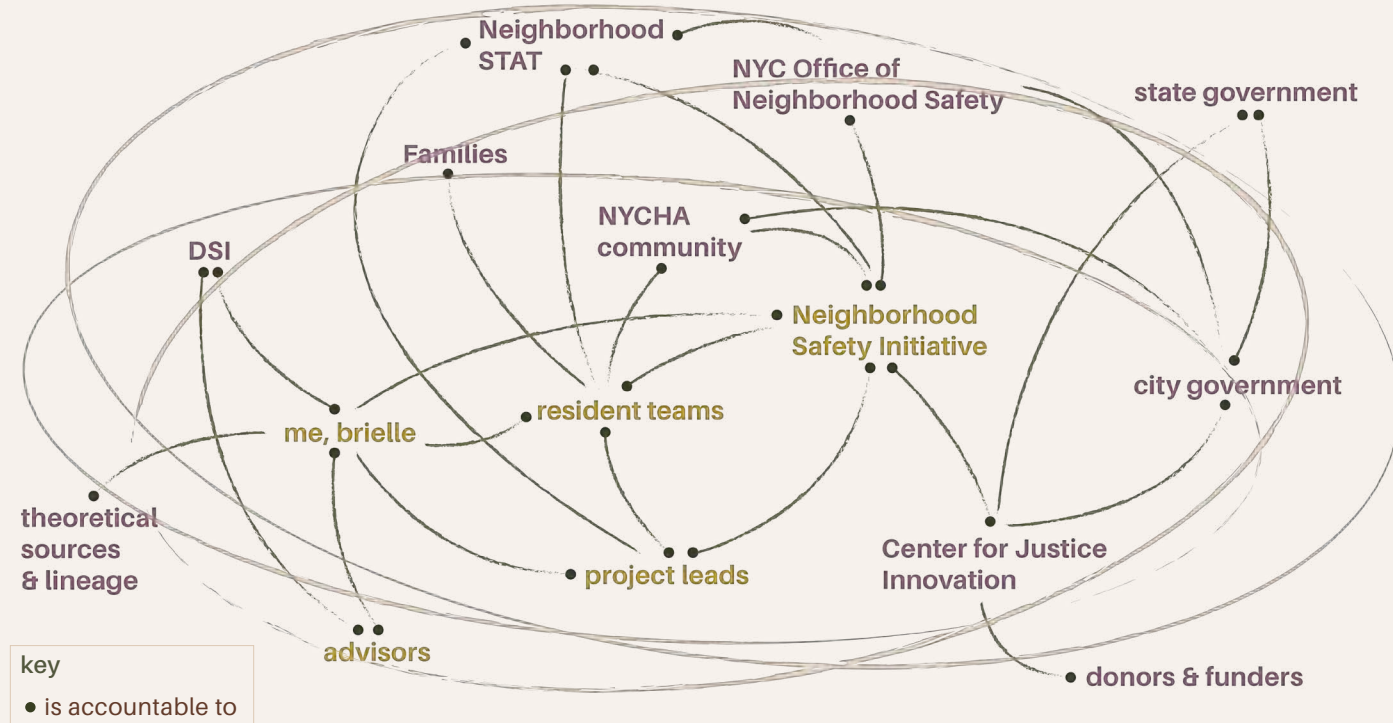 Neighborhood
STAT
NYC Office of
Neighborhood Safety
state government
Families
NYCHA
community
DSI
Neighborhood
Safety Initiative
city government
resident teams
me, brielle
theoretical
sources
& lineage
Center for Justice
Innovation
project leads
advisors
donors & funders
key
is accountable to